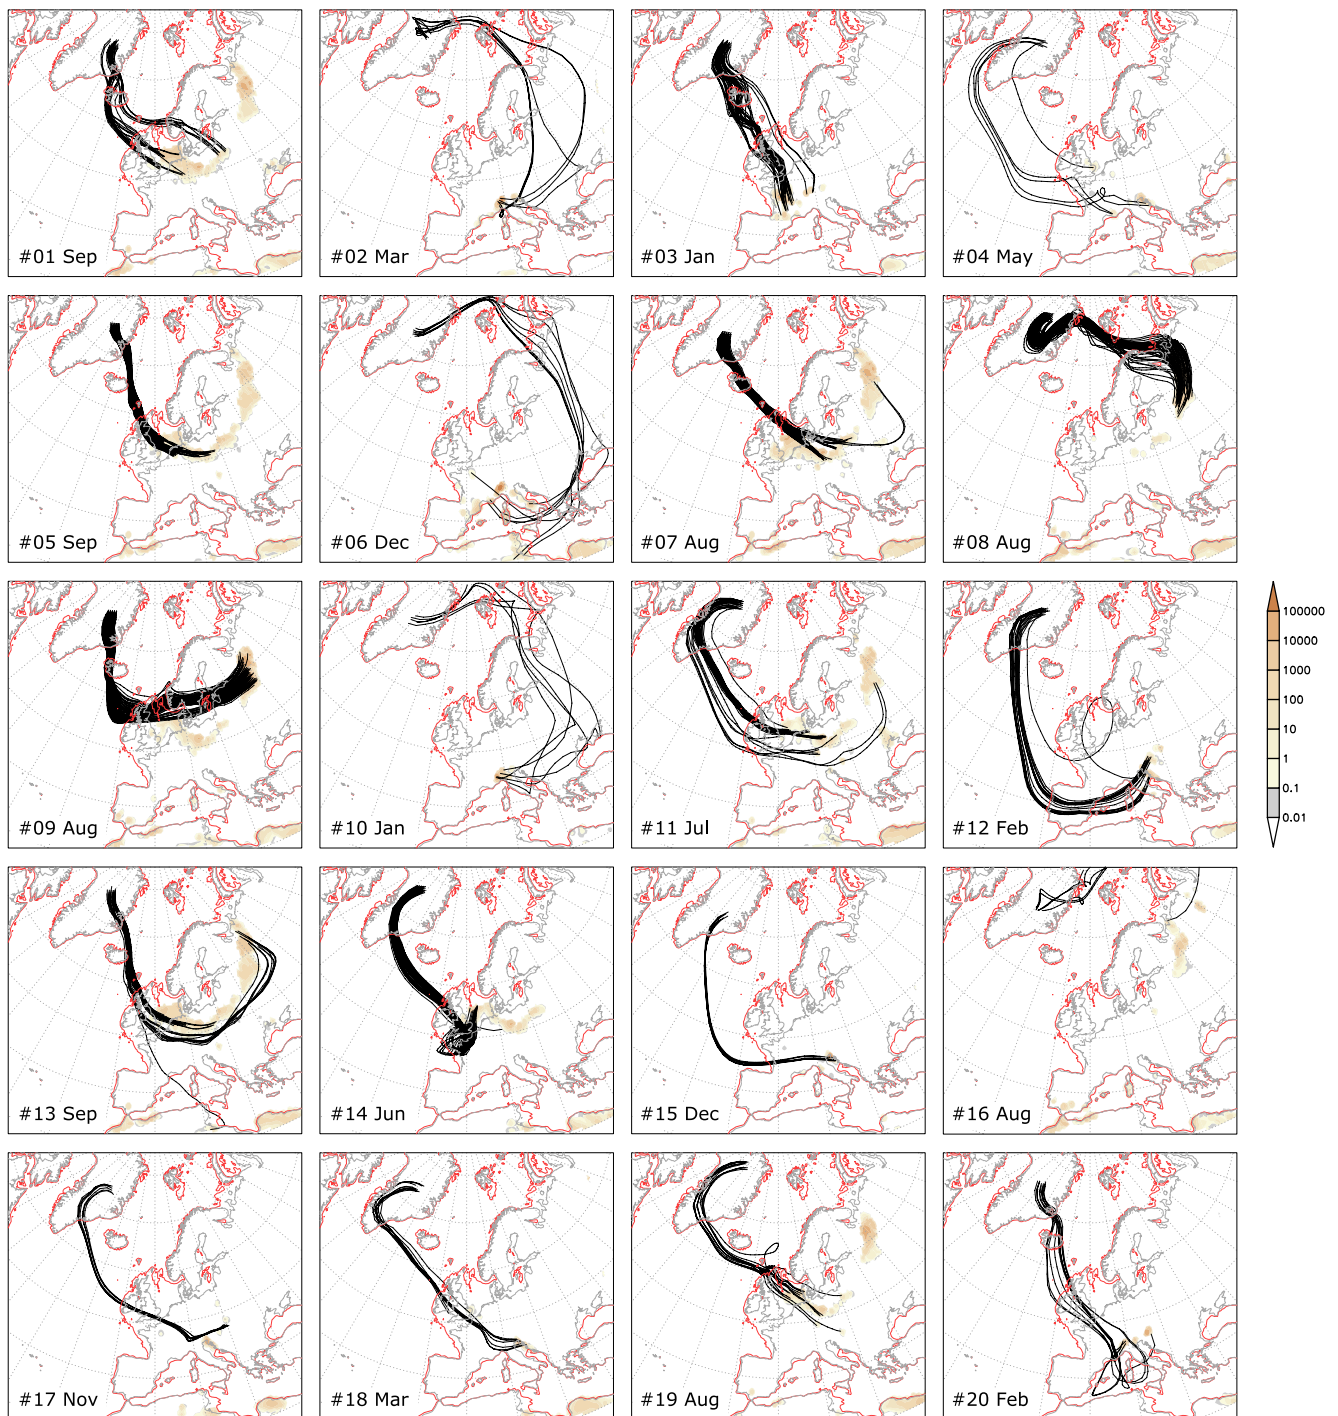 #01 Sep
#02 Mar
#03 Jan
#04 May
#05 Sep
#06 Dec
#07 Aug
#08 Aug
#09 Aug
#10 Jan
#11 Jul
#12 Feb
100000
10000
1000
100
10
1
0.1
0.01
#13 Sep
#14 Jun
#15 Dec
#16 Aug
#17 Nov
#18 Mar
#19 Aug
#20 Feb